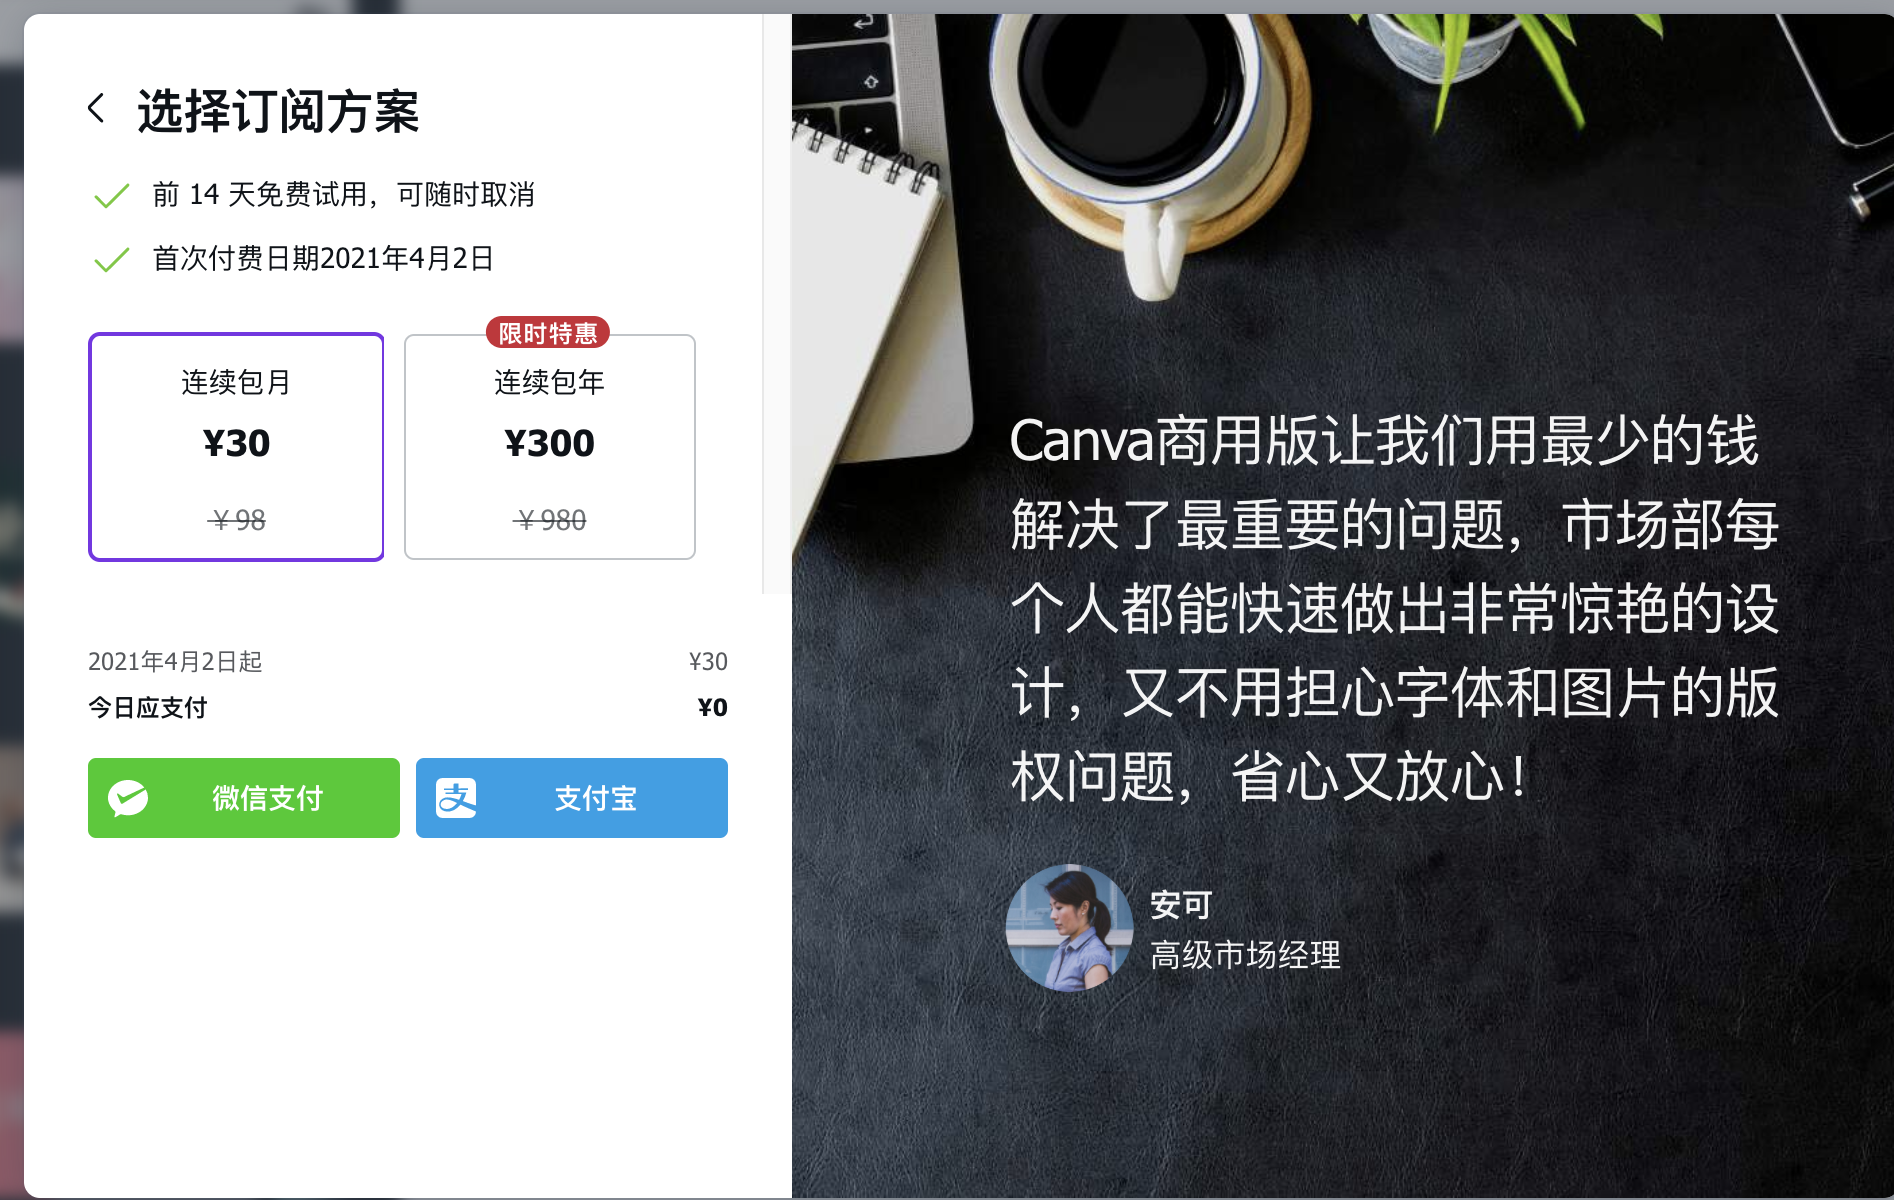 选择订阅方案
前 14 天免费试用，可随时取消
首次付费日期2021年4月2日
限时特惠
连续包月
¥30
￥98
连续包年
¥300
￥980
2021年4月2日起 ¥30
今日应支付 ¥0
微信支付
支 支付宝
Canva商用版让我们用最少的钱
解决了最重要的问题，市场部每
个人都能快速做出非常惊艳的设
计，又不用担心字体和图片的版
权问题，省心又放心！
安可
高级市场经理